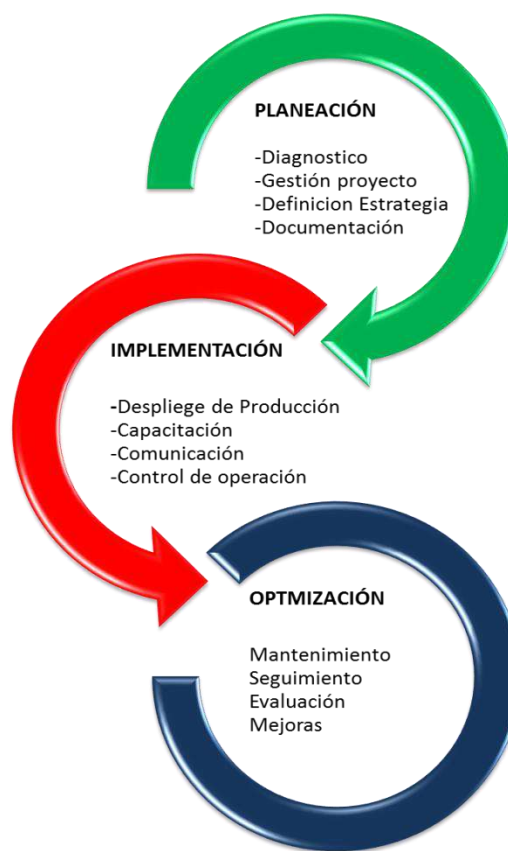 PLANEACIÓN
-Diagnostico
-Gestión proyecto
-Definicion Estrategia
-Documentación
IMPLEMENTACIÓN
-Despliege de Producción
-Capacitación
-Comunicación
-Control de operación
OPTMIZACIÓN
Mantenimiento
Seguimiento
Evaluación
Mejoras